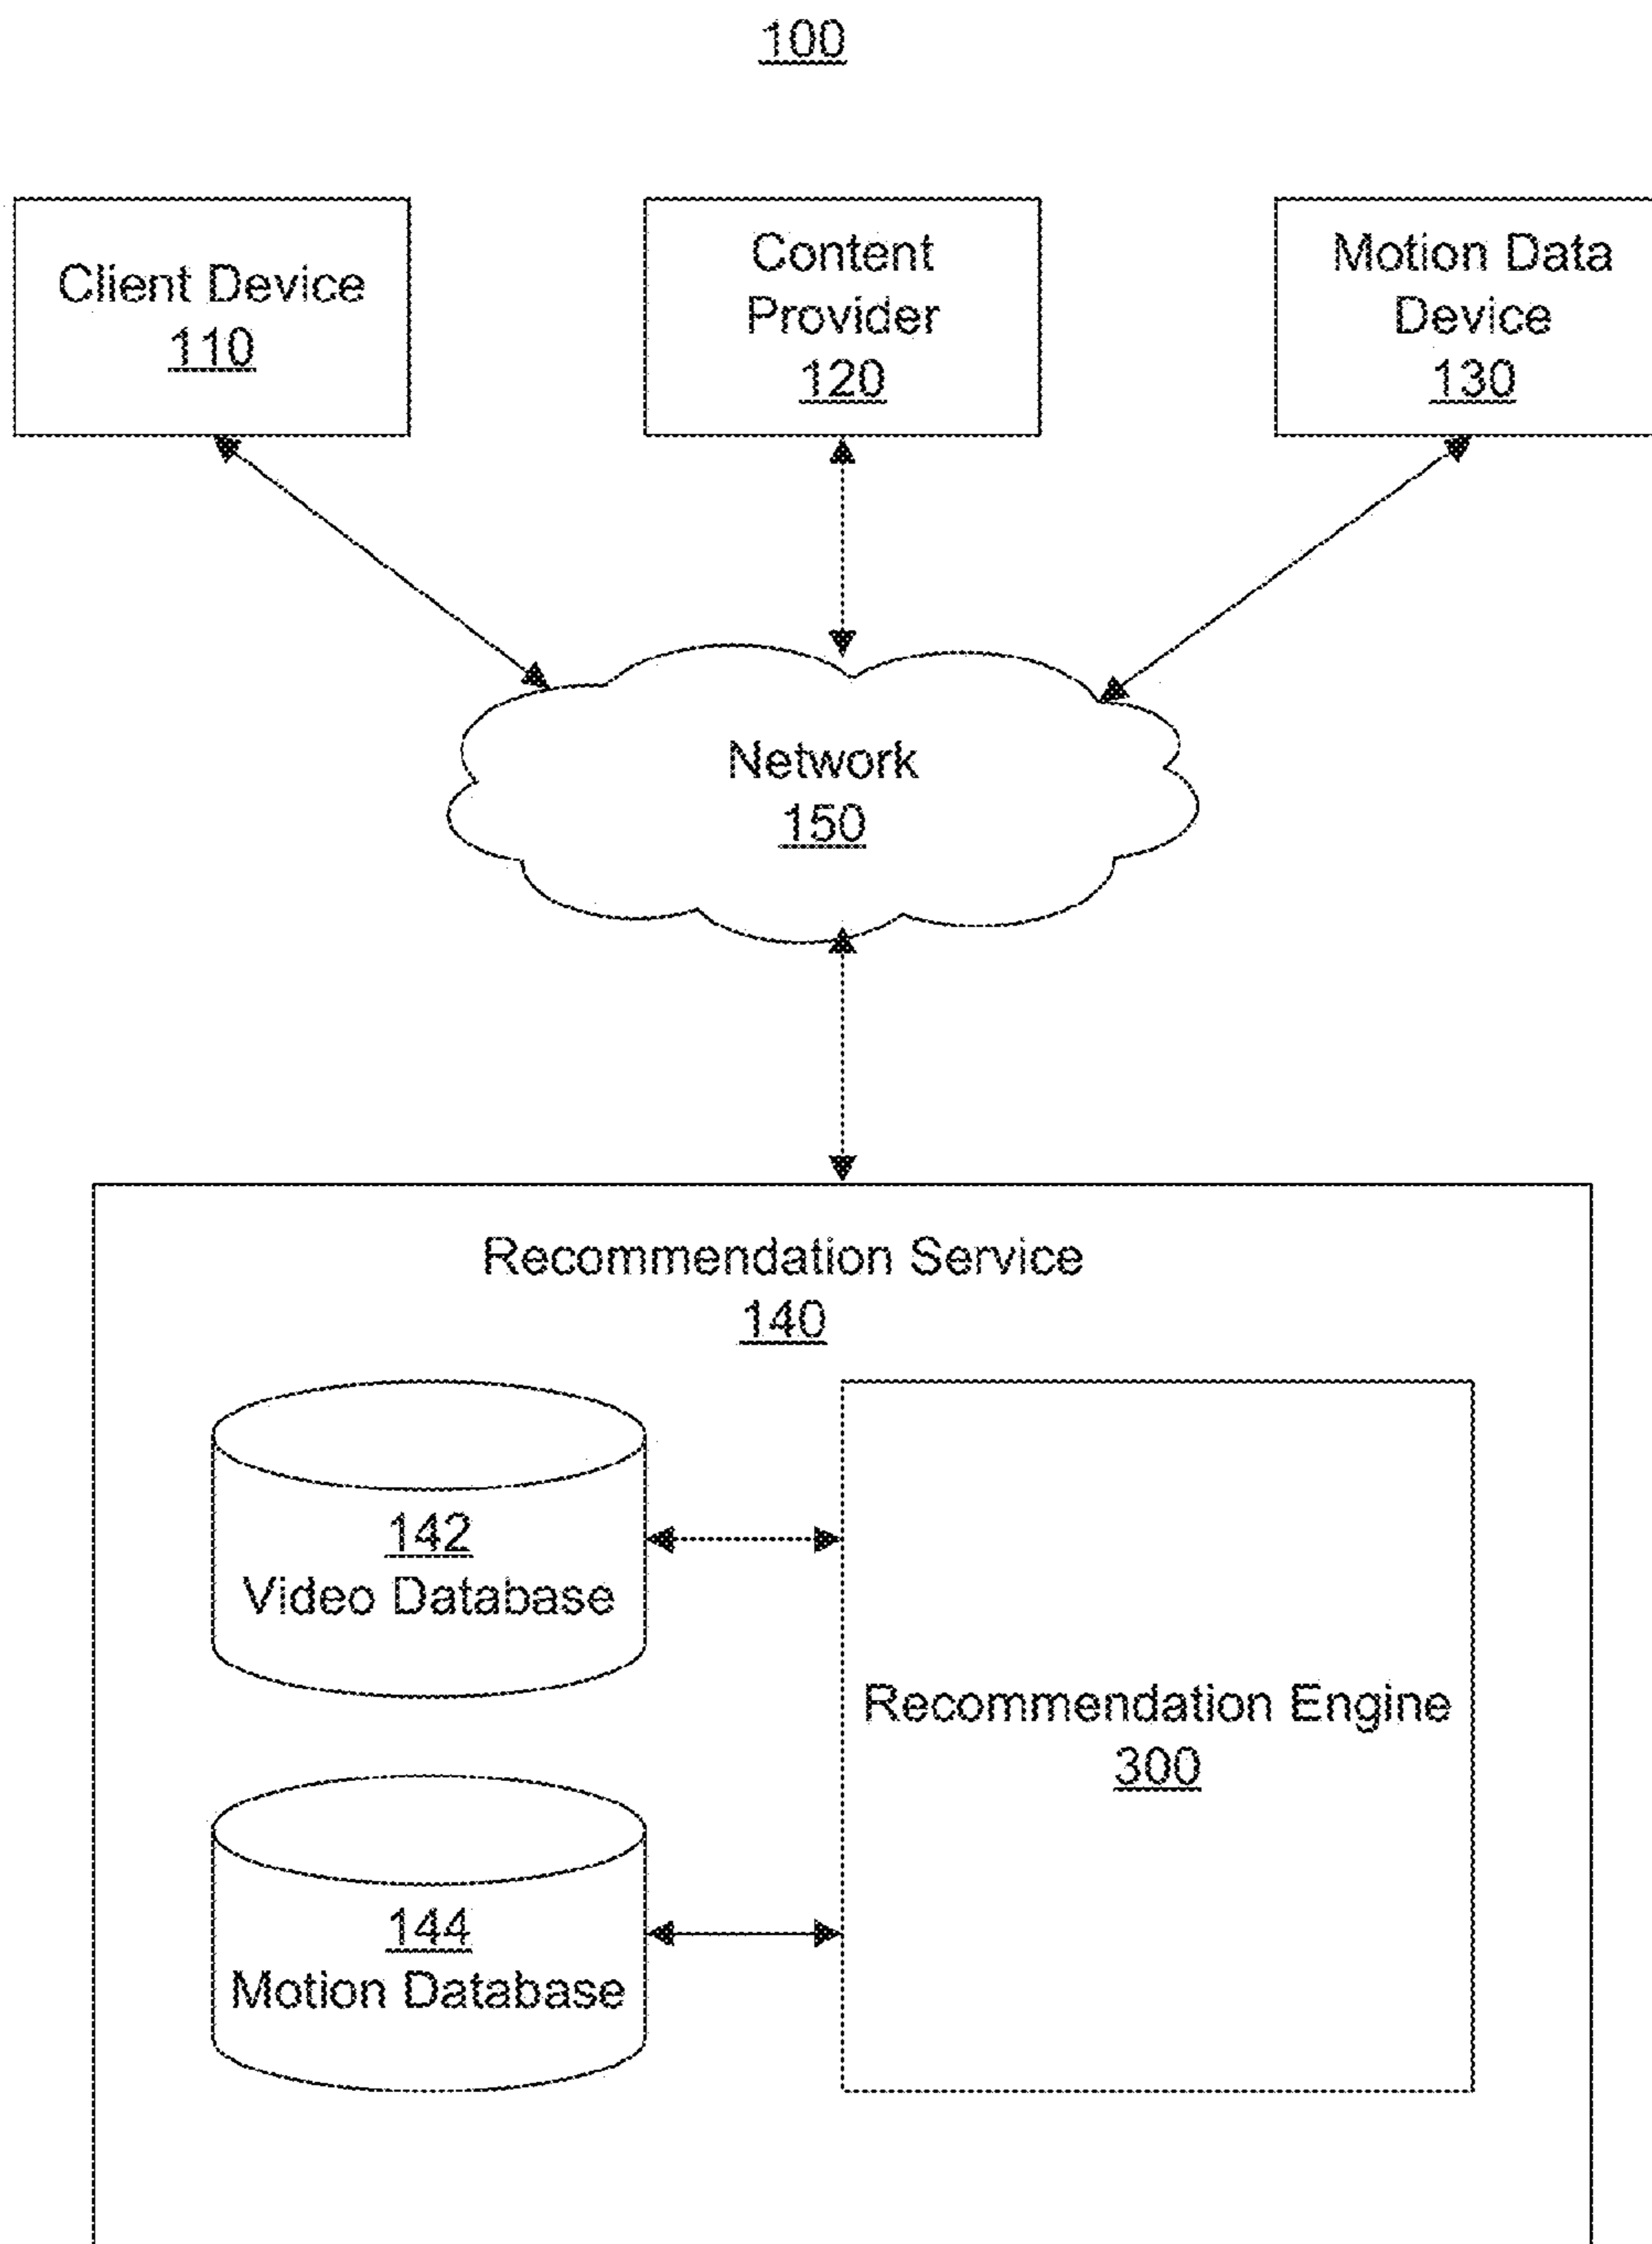 100
Client Device
110
Content
Provider
120
Motion Data
Device
130
Network
150
Recommendation Service
140
142
Video Database
Recommendation Engine
300
144
Motion Database